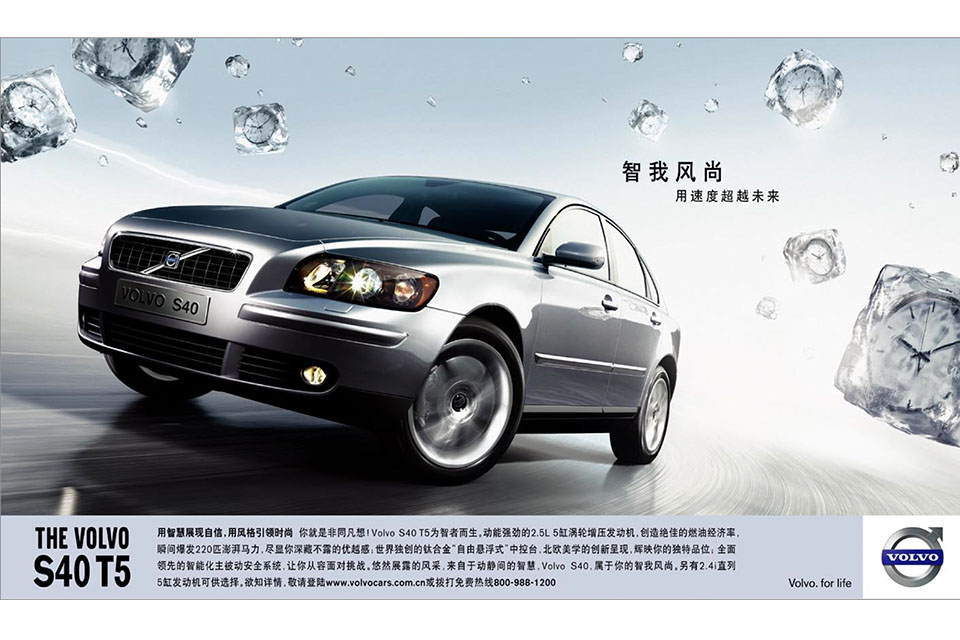 智我风尚
用速度超越未来
VOLVO S40
THE VOLVO
S40 T5
用智慧展现自信,用风格引领时尚 你就是非同凡想!Volvo S40 T5为智者而生,动能强劲的2.5L 5缸涡轮增压发动机,创造绝佳的燃油经济率,
瞬间爆发220匹澎湃马力,尽显你深藏不露的优越感;世界独创的钛合金"自由悬浮式"中控台,北欧美学的创新呈现,辉映你的独特品位;全面
领先的智能化主被动安全系统,让你从容面对挑战。悠然展露的风采,来自于动静间的智慧,Volvo S40,属于你的智我风尚。另有2.4i直列
5缸发动机可供选择。欲知详情,敬请登陆www.volvocars.com.cn或拨打免费热线800-988-1200
Volvo. for life
VOLVO